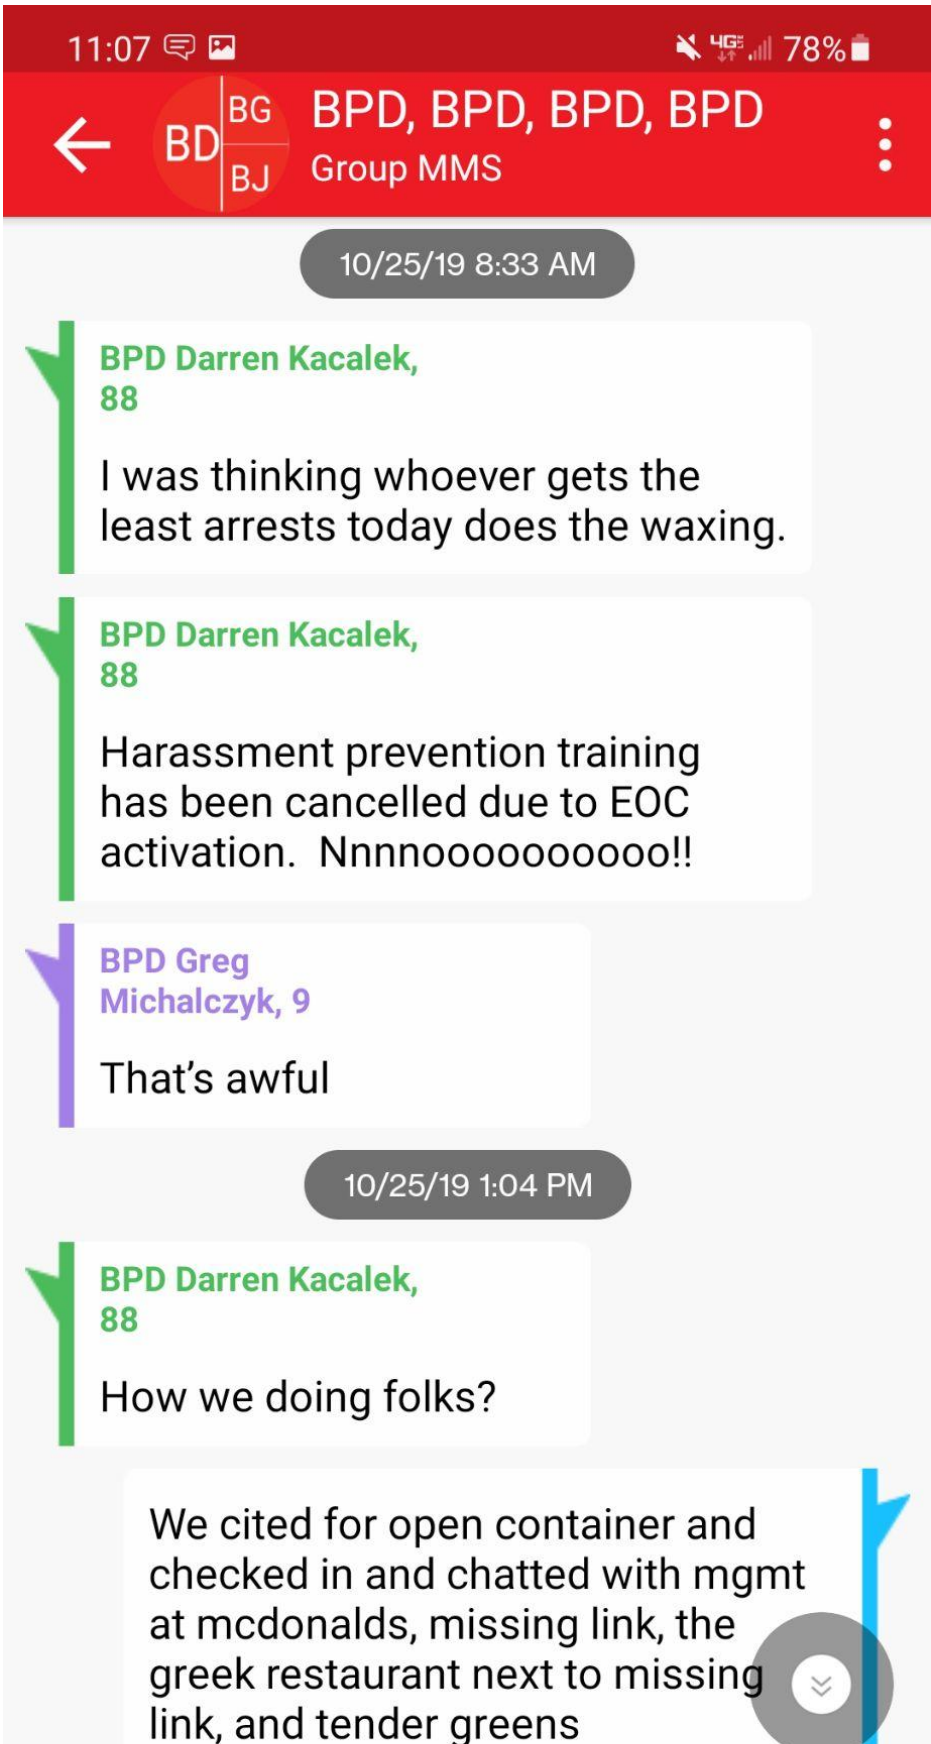 11:07 4GE 78%
BD BG BJ
BPD, BPD, BPD, BPD
Group MMS
10/25/19 8:33 AM
BPD Darren Kacalek,
88
I was thinking whoever gets the
least arrests today does the waxing.
BPD Darren Kacalek,
88
Harassment prevention training
has been cancelled due to EOC
activation.  Nnnnoooooooooo!!
BPD Greg
Michalczyk, 9
That’s awful
10/25/19 1:04 PM
BPD Darren Kacalek,
88
How we doing folks?
We cited for open container and
checked in and chatted with mgmt
at mcdonalds, missing link, the
greek restaurant next to missing
link, and tender greens